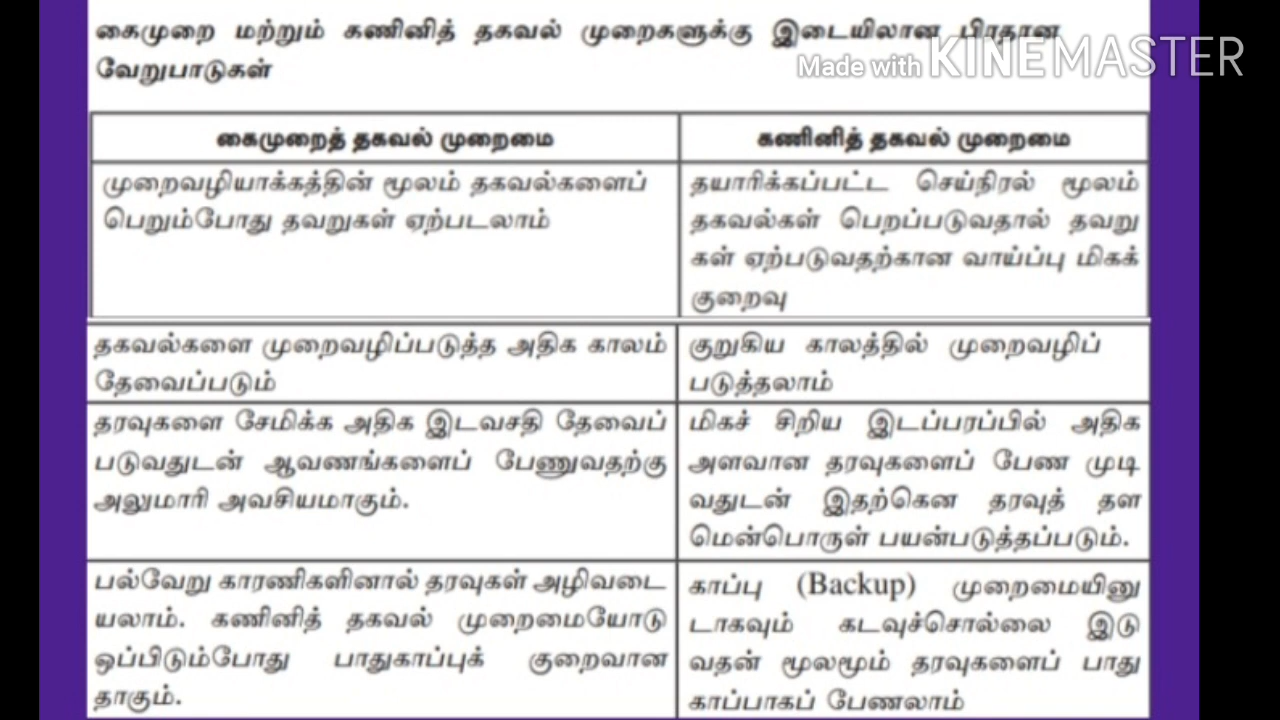 கைமுறை மற்றும் கணினித் தகவல் முறைகளுக்கு இடையிலான பிரதான
வேறுபாடுகள்
Made with KINEMASTER
கைமுறைத் தகவல் முறைமை
கணினித் தகவல் முறைமை
முறைவழியாக்கத்தின் மூலம் தகவல்களைப்
பெறும்போது தவறுகள் ஏற்படலாம்
தயாரிக்கப்பட்ட செய்நிரல் மூலம்
தகவல்கள் பெறப்படுவதால் தவறு
கள் ஏற்படுவதற்கான வாய்ப்பு மிகக்
குறைவு
தகவல்களை முறைவழிப்படுத்த அதிக காலம்
தேவைப்படும்
குறுகிய காலத்தில் முறைவழிப்
படுத்தலாம்
தரவுகளை சேமிக்க அதிக இடவசதி தேவைப்
படுவதுடன் ஆவணங்களைப் பேணுவதற்கு
அலுமாரி அவசியமாகும்.
மிகச் சிறிய இடப்பரப்பில் அதிக
அளவான தரவுகளைப் பேண முடி
வதுடன் இதற்கென தரவுத் தள
மென்பொருள் பயன்படுத்தப்படும்.
பல்வேறு காரணிகளினால் தரவுகள் அழிவடை
யலாம். கணினித் தகவல் முறைமையோடு
ஒப்பிடும்போது பாதுகாப்புக் குறைவான
தாகும்.
காப்பு (Backup) முறைமையினு
டாகவும் கடவுச்சொல்லை இடு
வதன் மூலமும் தரவுகளைப் பாது
காப்பாகப் பேணலாம்